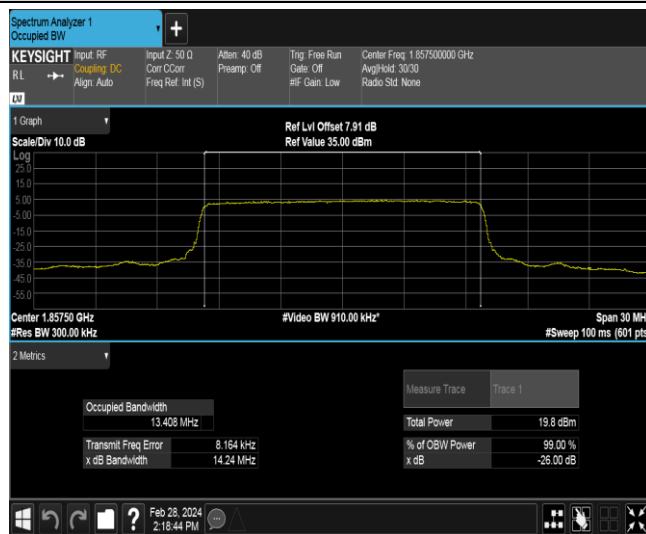 Spectrum Analyzer 1
Occupied BW
+
KEYSIGHT Input: RF Input Z: 50 Ω Atten: 40 dB Trig: Free Run Center Freq: 1.857500000 GHz
RL Coupling: DC Corr CCorr Preamp: Off Gate: Off Avg|Hold: 30/30
Align: Auto Freq Ref: Int (S) #IF Gain: Low Radio Std: None
LXI
1 Graph
Ref Lvl Offset 7.91 dB
Scale/Div 10.0 dB Ref Value 35.00 dBm
Log
25.0
15.0
5.00
-5.00
-15.0
-25.0
-35.0
-45.0
-55.0
Center 1.85750 GHz #Video BW 910.00 kHz* Span 30 MH
#Res BW 300.00 kHz #Sweep 100 ms (601 pts
2 Metrics
Measure Trace Trace 1
Occupied Bandwidth
13.408 MHz
Total Power 19.8 dBm
Transmit Freq Error 8.164 kHz % of OBW Power 99.00 %
x dB Bandwidth 14.24 MHz x dB -26.00 dB
? Feb 28, 2024
2:18:44 PM